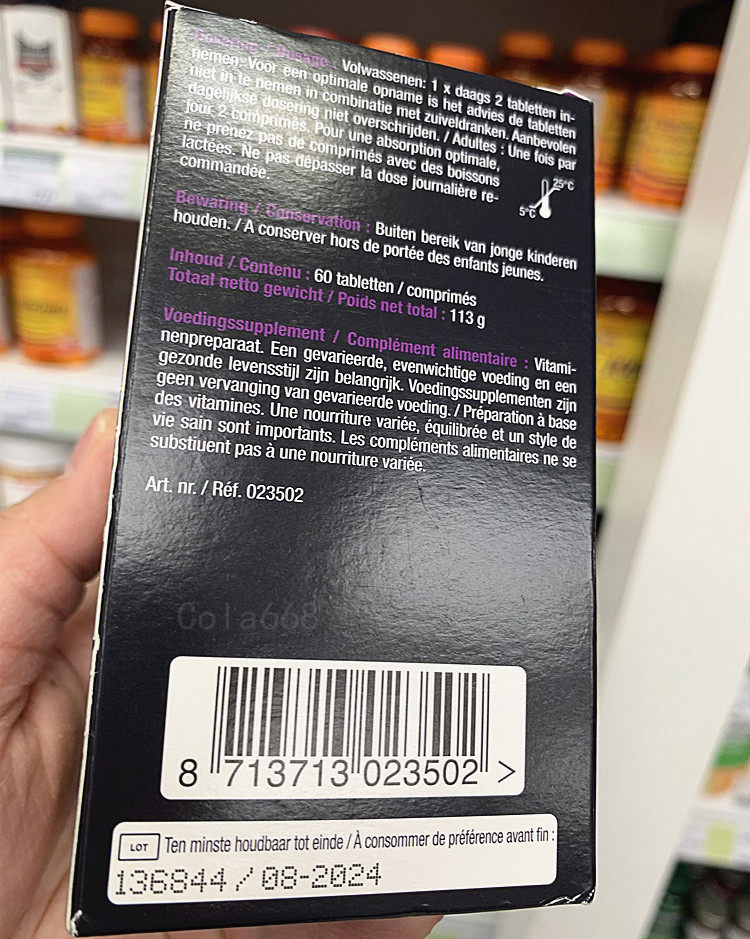 Dosering / Dosage : Volwassenen: 1 x daags 2 tabletten in-
nemen. Voor een optimale opname is het advies de tabletten
niet in te nemen in combinatie met zuiveldranken. Aanbevolen
dagelijkse dosering niet overschrijden. / Adultes : Une fois par
jour 2 comprimés. Pour une absorption optimale,
ne prenez pas de comprimés avec des boissons
lactées. Ne pas dépasser la dose journalière re-
commandée.
25°C
5°C
Bewaring / Conservation : Buiten bereik van jonge kinderen
houden. / A conserver hors de portée des enfants jeunes.
Inhoud / Contenu : 60 tabletten / comprimés
Totaal netto gewicht / Poids net total : 113 g
Voedingssupplement / Complément alimentaire : Vitami-
nenpreparaat. Een gevarieerde, evenwichtige voeding en een
gezonde levensstijl zijn belangrijk. Voedingssupplementen zijn
geen vervanging van gevarieerde voeding. / Préparation à base
des vitamines. Une nourriture variée, équilibrée et un style de
vie sain sont importants. Les compléments alimentaires ne se
substiuent pas à une nourriture variée.
Art. nr. / Réf. 023502
Cola668
8 713713 023502 >
LOT Ten minste houdbaar tot einde / À consommer de préférence avant fin :
136844 / 08-2024